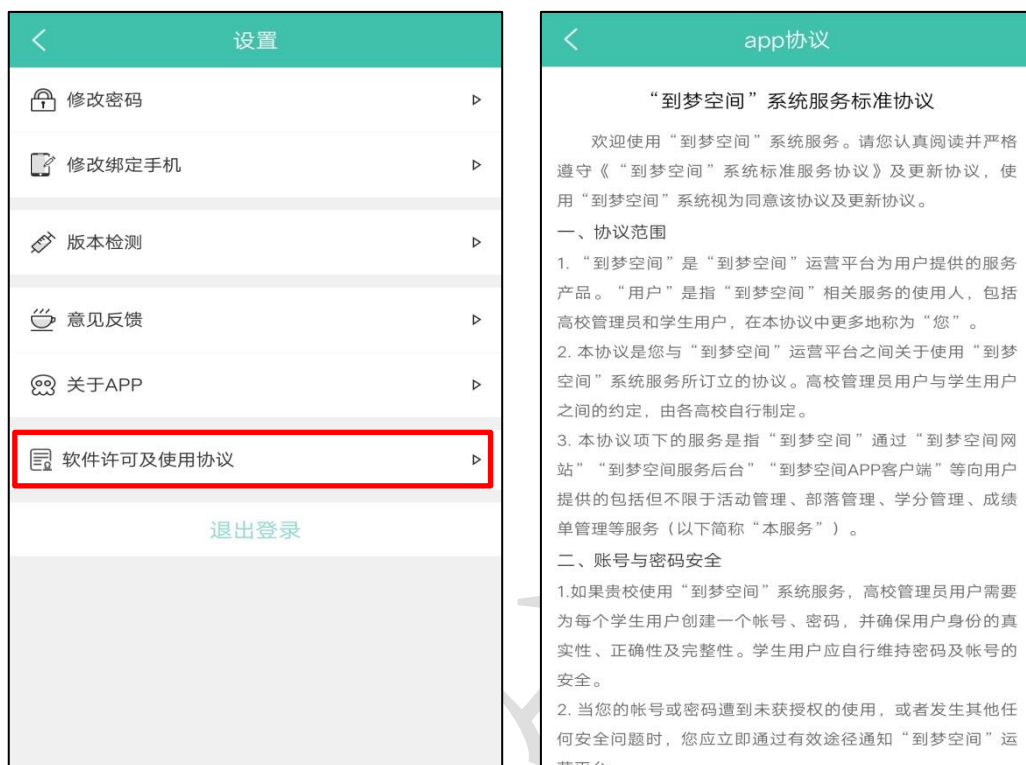 设置
修改密码
修改绑定手机
版本检测
意见反馈
关于APP
软件许可及使用协议
退出登录
app协议
“到梦空间”系统服务标准协议
欢迎使用“到梦空间”系统服务。请您认真阅读并严格
遵守《“到梦空间”系统标准服务协议》及更新协议，使
用“到梦空间”系统视为同意该协议及更新协议。
一、协议范围
1. “到梦空间”是“到梦空间”运营平台为用户提供的服务
产品。“用户”是指“到梦空间”相关服务的使用人，包括
高校管理员和学生用户，在本协议中更多地称为“您”。
2. 本协议是您与“到梦空间”运营平台之间关于使用“到梦
空间”系统服务所订立的协议。高校管理员用户与学生用户
之间的约定，由各高校自行制定。
3. 本协议项下的服务是指“到梦空间”通过“到梦空间网
站”“到梦空间服务后台”“到梦空间APP客户端”等向用户
提供的包括但不限于活动管理、部落管理、学分管理、成绩
单管理等服务（以下简称“本服务”）。
二、账号与密码安全
1.如果贵校使用“到梦空间”系统服务，高校管理员用户需要
为每个学生用户创建一个帐号、密码，并确保用户身份的真
实性、正确性及完整性。学生用户应自行维持密码及帐号的
安全。
2. 当您的帐号或密码遭到未获授权的使用，或者发生其他任
何安全问题时，您应立即通过有效途径通知“到梦空间”运